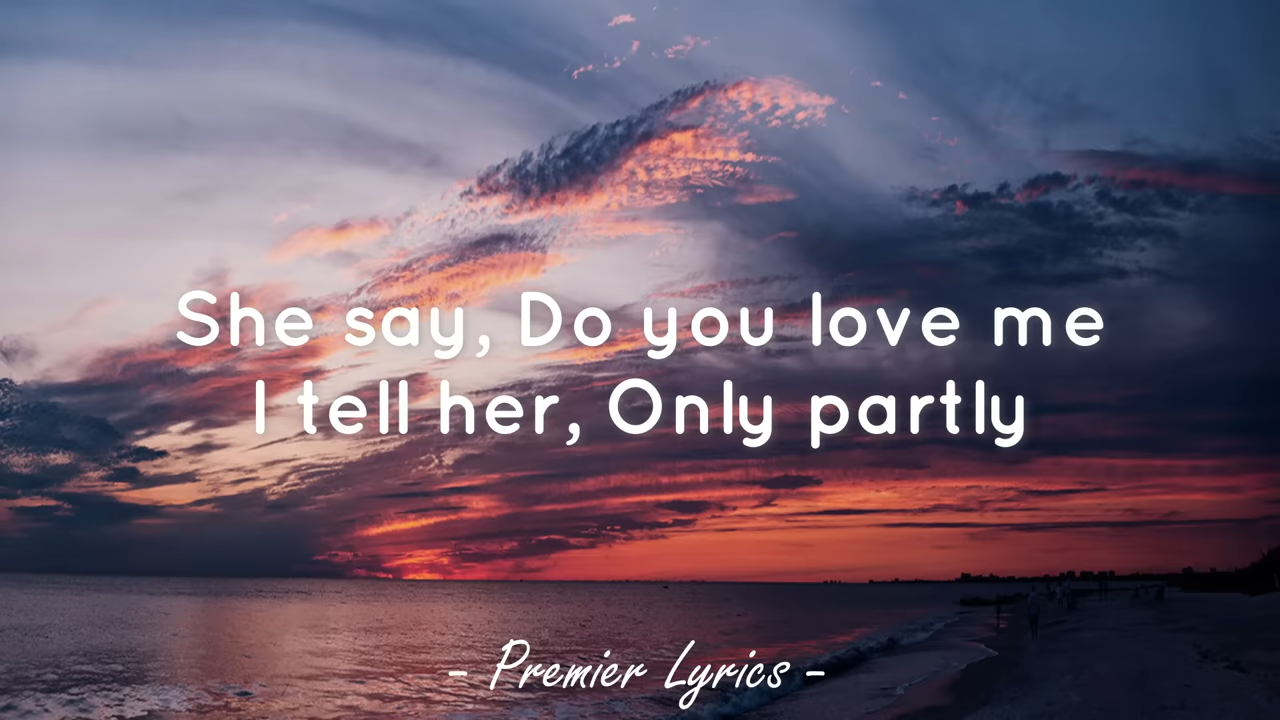 She say, Do you love me
I tell her, Only partly
- Premier Lyrics -